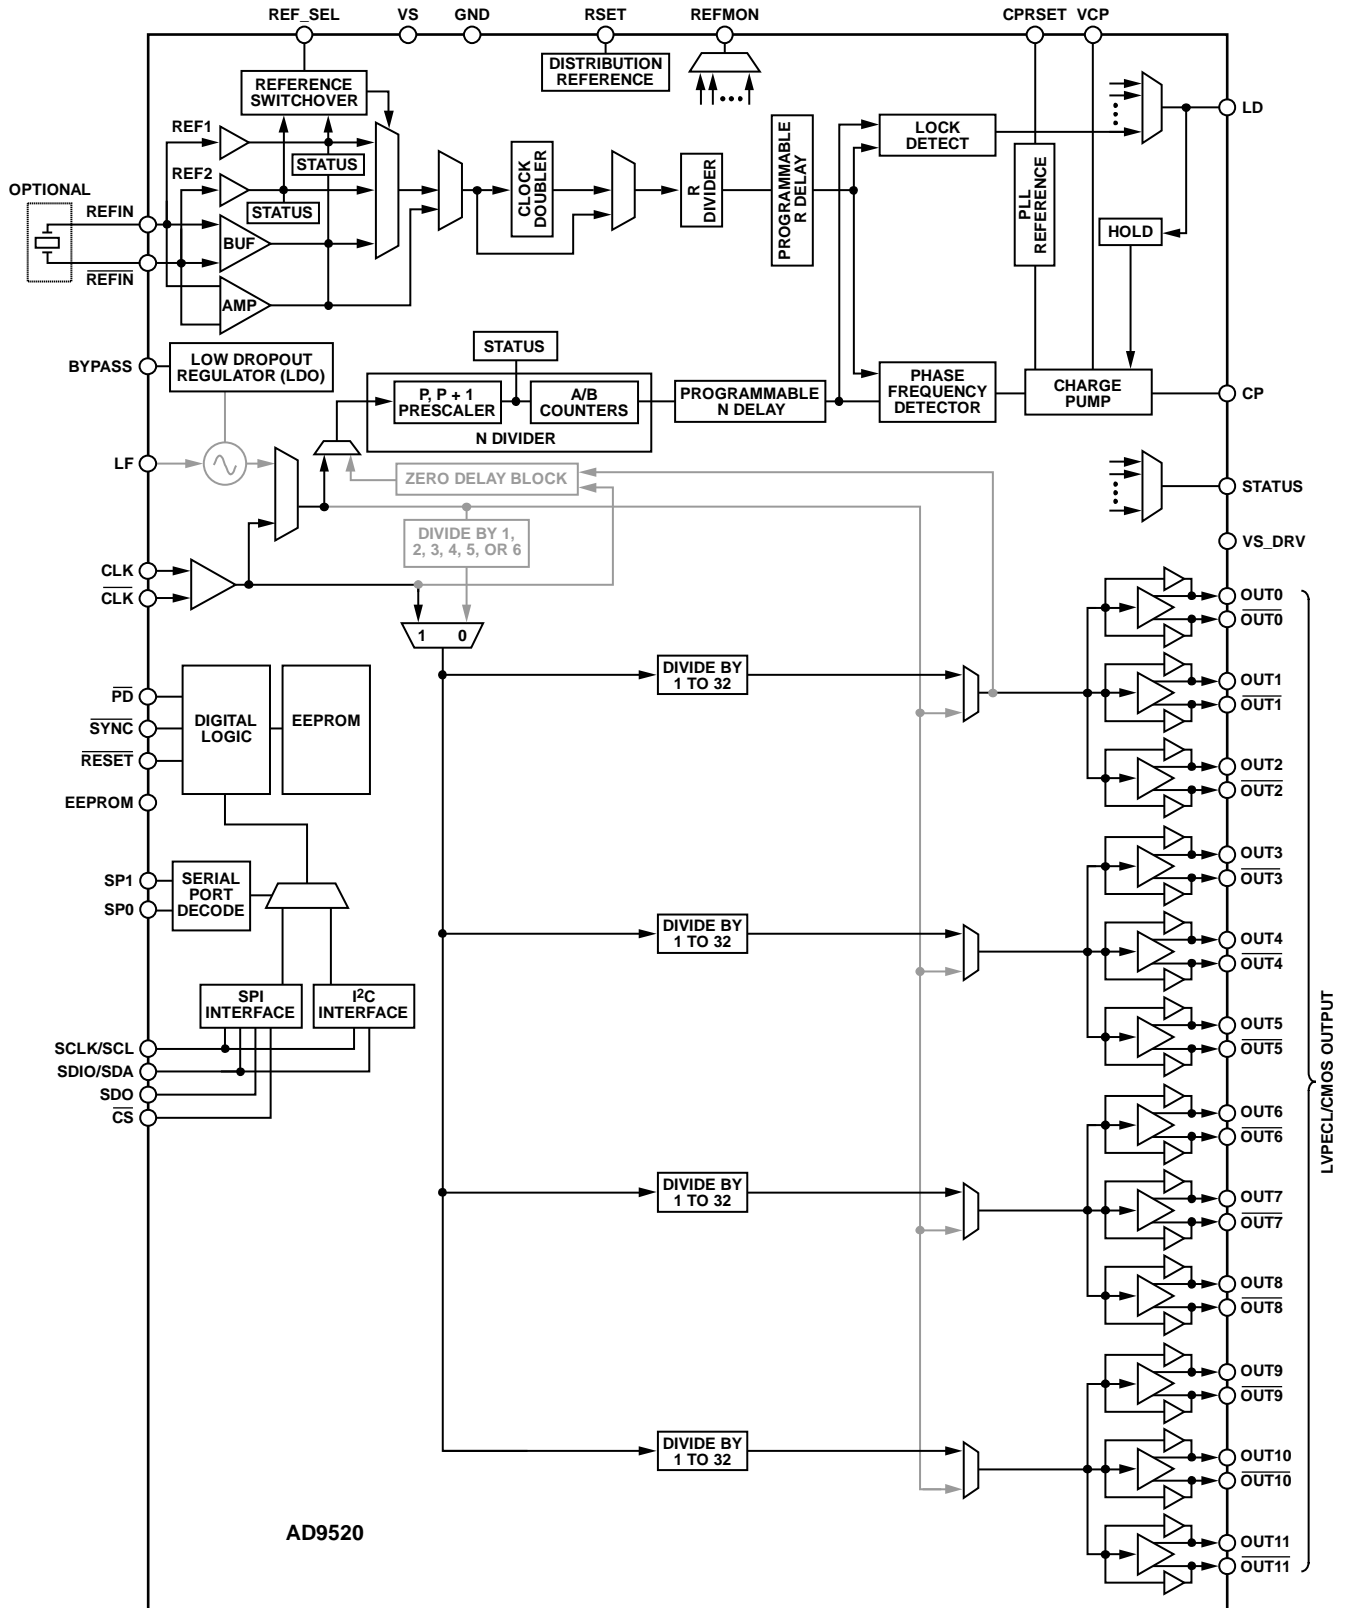 REF_SEL VS GND RSET REFMON CPRSET VCP
DISTRIBUTION
REFERENCE
REFERENCE
SWITCHOVER
REF1
STATUS
REF2
STATUS
OPTIONAL
REFIN
REFIN
BUF
AMP
CLOCK
DOUBLER
R
DIVIDER
PROGRAMMABLE
R DELAY
LOCK
DETECT
PLL
REFERENCE
LD
HOLD
BYPASS
LOW DROPOUT
REGULATOR (LDO)
STATUS
P, P + 1
PRESCALER
A/B
COUNTERS
N DIVIDER
PROGRAMMABLE
N DELAY
PHASE
FREQUENCY
DETECTOR
CHARGE
PUMP
CP
LF
ZERO DELAY BLOCK
STATUS
DIVIDE BY 1,
2, 3, 4, 5, OR 6
VS_DRV
CLK
CLK
1 0
OUT0
OUT0
DIVIDE BY
1 TO 32
OUT1
OUT1
OUT2
OUT2
PD
SYNC
RESET
DIGITAL
LOGIC
EEPROM
EEPROM
SP1
SP0
SERIAL
PORT
DECODE
OUT3
OUT3
DIVIDE BY
1 TO 32
OUT4
OUT4
OUT5
OUT5
SPI
INTERFACE
I²C
INTERFACE
SCLK/SCL
SDIO/SDA
SDO
CS
LVPECL/CMOS OUTPUT
OUT6
OUT6
DIVIDE BY
1 TO 32
OUT7
OUT7
OUT8
OUT8
OUT9
OUT9
DIVIDE BY
1 TO 32
OUT10
OUT10
OUT11
OUT11
AD9520